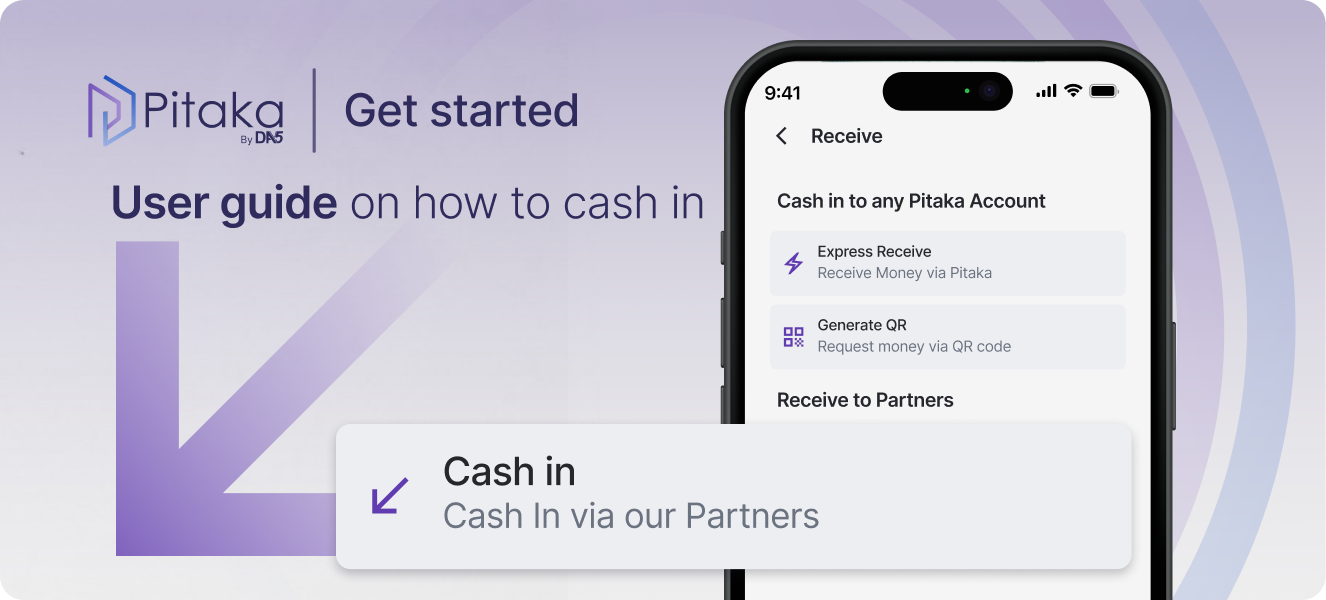 Pitaka
By DA5
Get started
User guide on how to cash in
9:41
Receive
Cash in to any Pitaka Account
Express Receive
Receive Money via Pitaka
Generate QR
Request money via QR code
Receive to Partners
Cash in
Cash In via our Partners